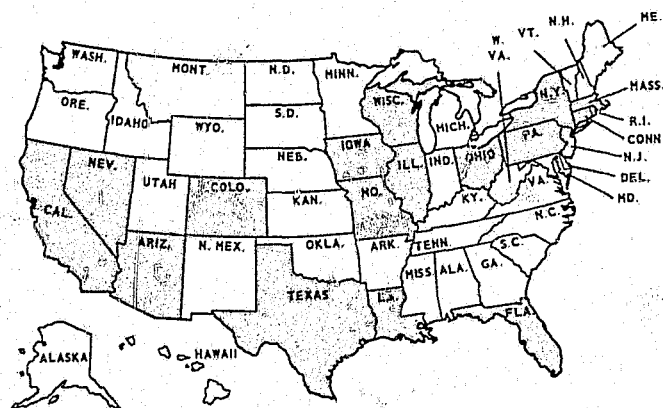 ME.
N.H.
VT.
W. VA.
WASH.
MONT.
N.D.
MINN.
ORE.
IDAHO
WYO.
S.D.
WISC.
MICH.
N.Y.
MASS.
R.I.
CONN
N.J.
DEL.
MD.
NEV.
UTAH
COLO.
NEB.
IOWA
ILL.
IND.
OHIO
PA.
CAL.
KAN.
MO.
KY.
VA.
N.C.
ARIZ.
N. MEX.
OKLA.
ARK.
TENN.
S.C.
TEXAS
LA.
MISS.
ALA.
GA.
FLA.
ALASKA
HAWAII